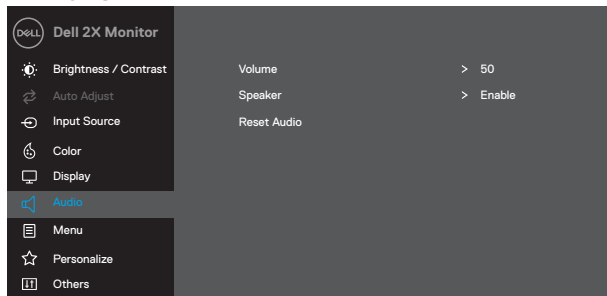 DELL Dell 2X Monitor
Brightness / Contrast Volume > 50
Auto Adjust Speaker > Enable
Input Source Reset Audio
Color
Display
Audio
Menu
Personalize
Others